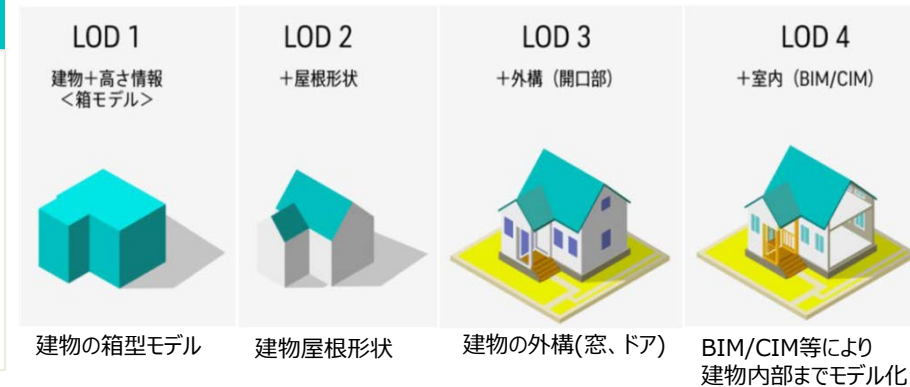 LOD 1
建物+高さ情報
<箱モデル>
建物の箱型モデル
LOD 2
+屋根形状
建物屋根形状
LOD 3
+外構（開口部）
建物の外構(窓、ドア)
LOD 4
+室内（BIM/CIM）
BIM/CIM等により
建物内部までモデル化